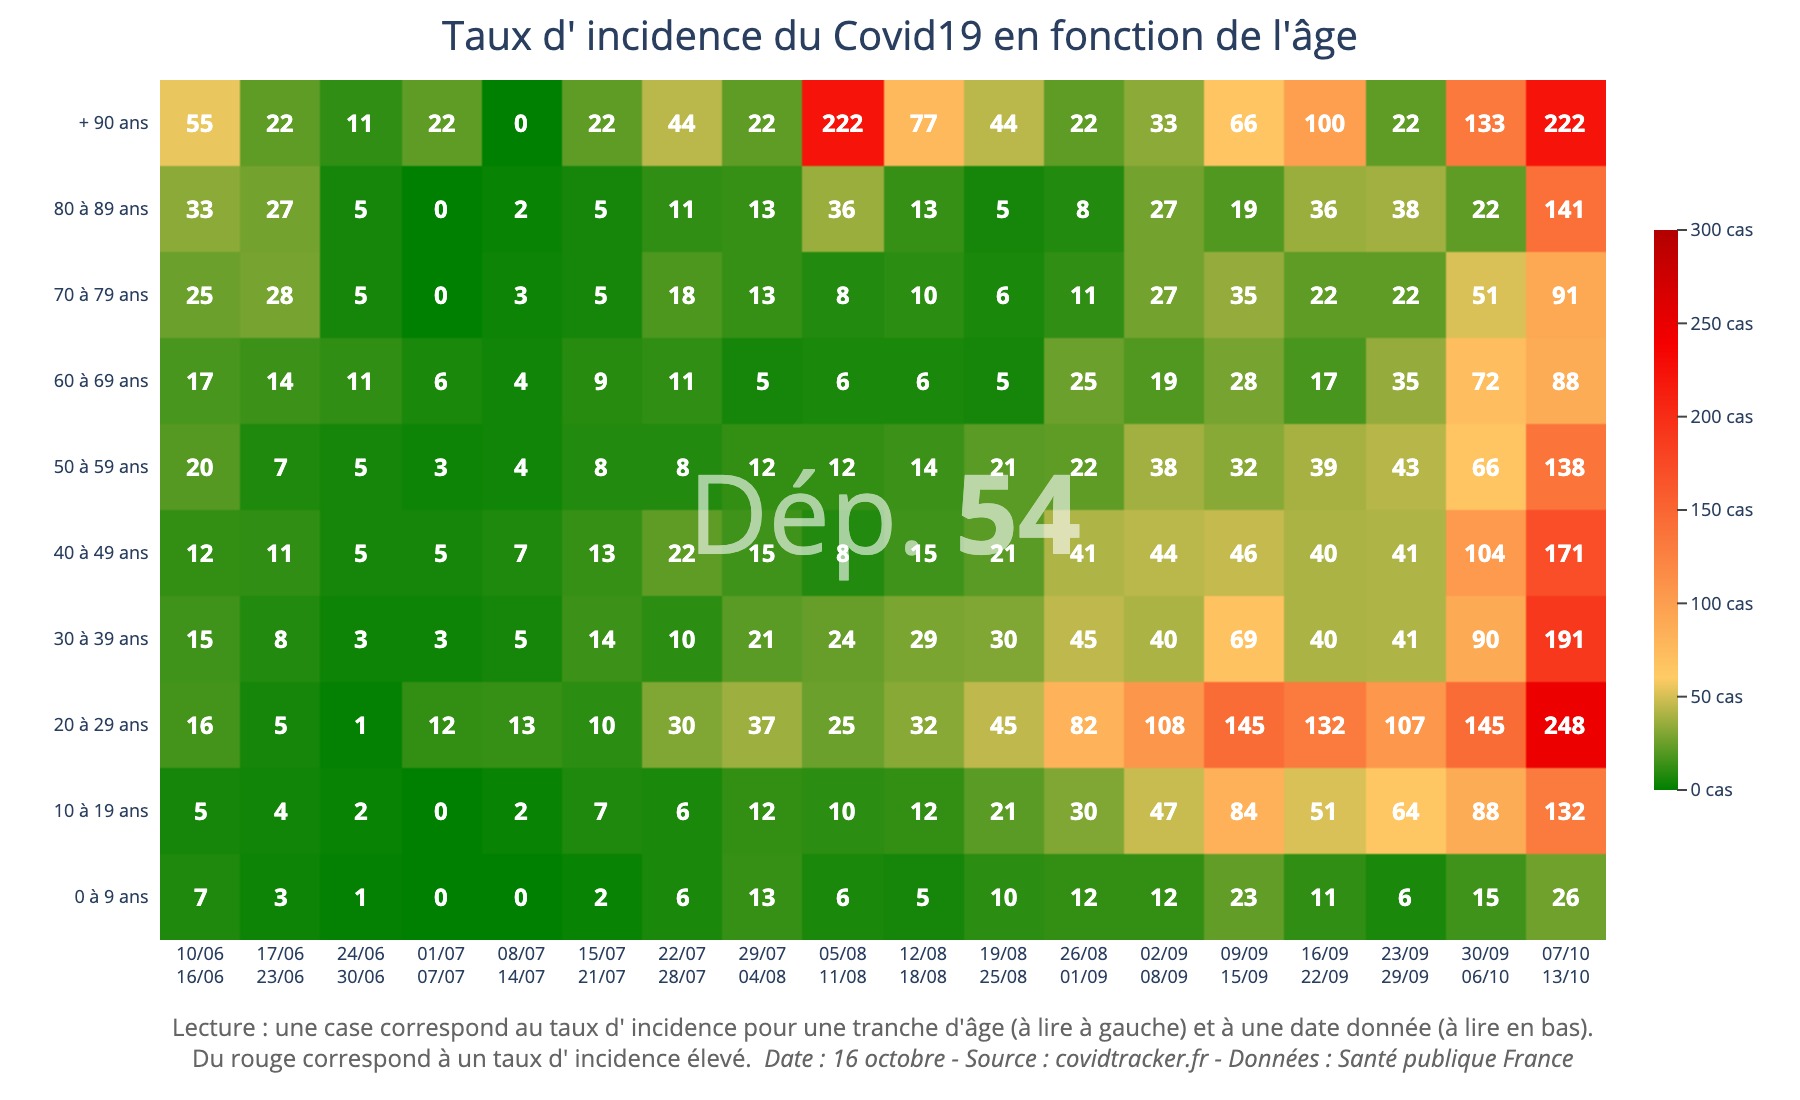 Taux d' incidence du Covid19 en fonction de l'âge
+ 90 ans 55 22 11 22 0 22 44 22 222 77 44 22 33 66 100 22 133 222
80 à 89 ans 33 27 5 0 2 5 11 13 36 13 5 8 27 19 36 38 22 141
70 à 79 ans 25 28 5 0 3 5 18 13 8 10 6 11 27 35 22 22 51 91
60 à 69 ans 17 14 11 6 4 9 11 5 6 6 5 25 19 28 17 35 72 88
50 à 59 ans 20 7 5 3 4 8 8 12 12 14 21 22 38 32 39 43 66 138
Dép. 54
40 à 49 ans 12 11 5 5 7 13 22 15 8 15 21 41 44 46 40 41 104 171
30 à 39 ans 15 8 3 3 5 14 10 21 24 29 30 45 40 69 40 41 90 191
20 à 29 ans 16 5 1 12 13 10 30 37 25 32 45 82 108 145 132 107 145 248
10 à 19 ans 5 4 2 0 2 7 6 12 10 12 21 30 47 84 51 64 88 132
0 à 9 ans 7 3 1 0 0 2 6 13 6 5 10 12 12 23 11 6 15 26
10/06 17/06 24/06 01/07 08/07 15/07 22/07 29/07 05/08 12/08 19/08 26/08 02/09 09/09 16/09 23/09 30/09 07/10
16/06 23/06 30/06 07/07 14/07 21/07 28/07 04/08 11/08 18/08 25/08 01/09 08/09 15/09 22/09 29/09 06/10 13/10
300 cas
250 cas
200 cas
150 cas
100 cas
50 cas
0 cas
Lecture : une case correspond au taux d' incidence pour une tranche d'âge (à lire à gauche) et à une date donnée (à lire en bas).
Du rouge correspond à un taux d' incidence élevé. Date : 16 octobre - Source : covidtracker.fr - Données : Santé publique France